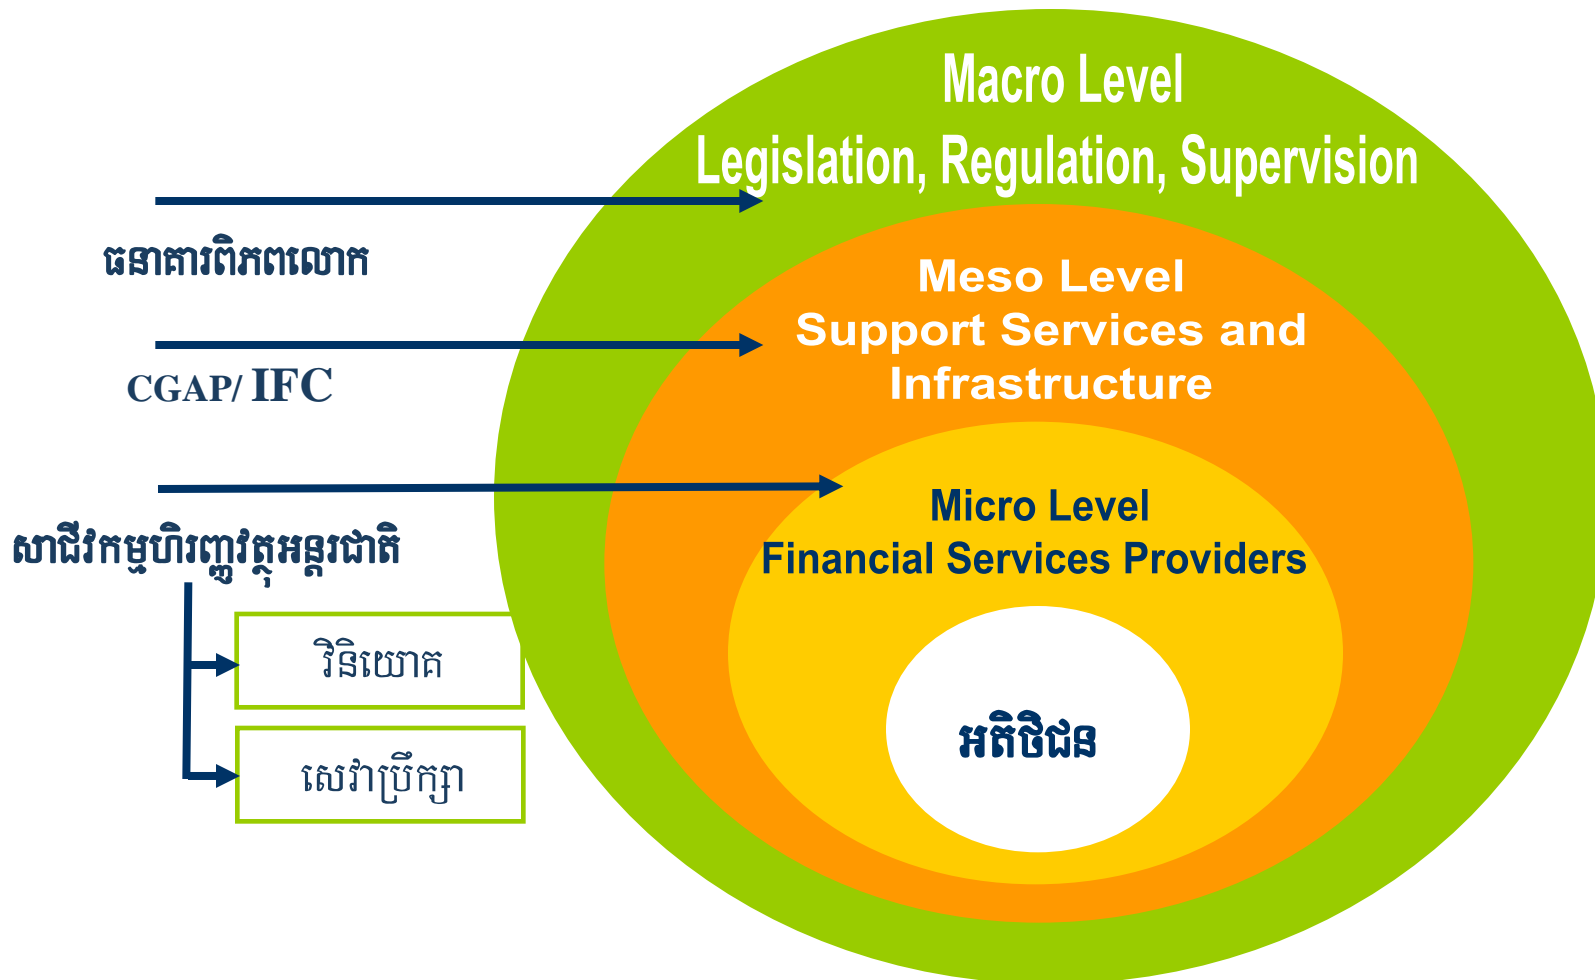 Macro Level
Legislation, Regulation, Supervision
ធនាគារពិភពលោក
Meso Level
Support Services and
Infrastructure
CGAP/ IFC
Micro Level
Financial Services Providers
សាជីវកម្មហិរញ្ញវត្ថុអន្តរជាតិ
វិនិយោគ
សេវាប្រឹក្សា
អតិថិជន